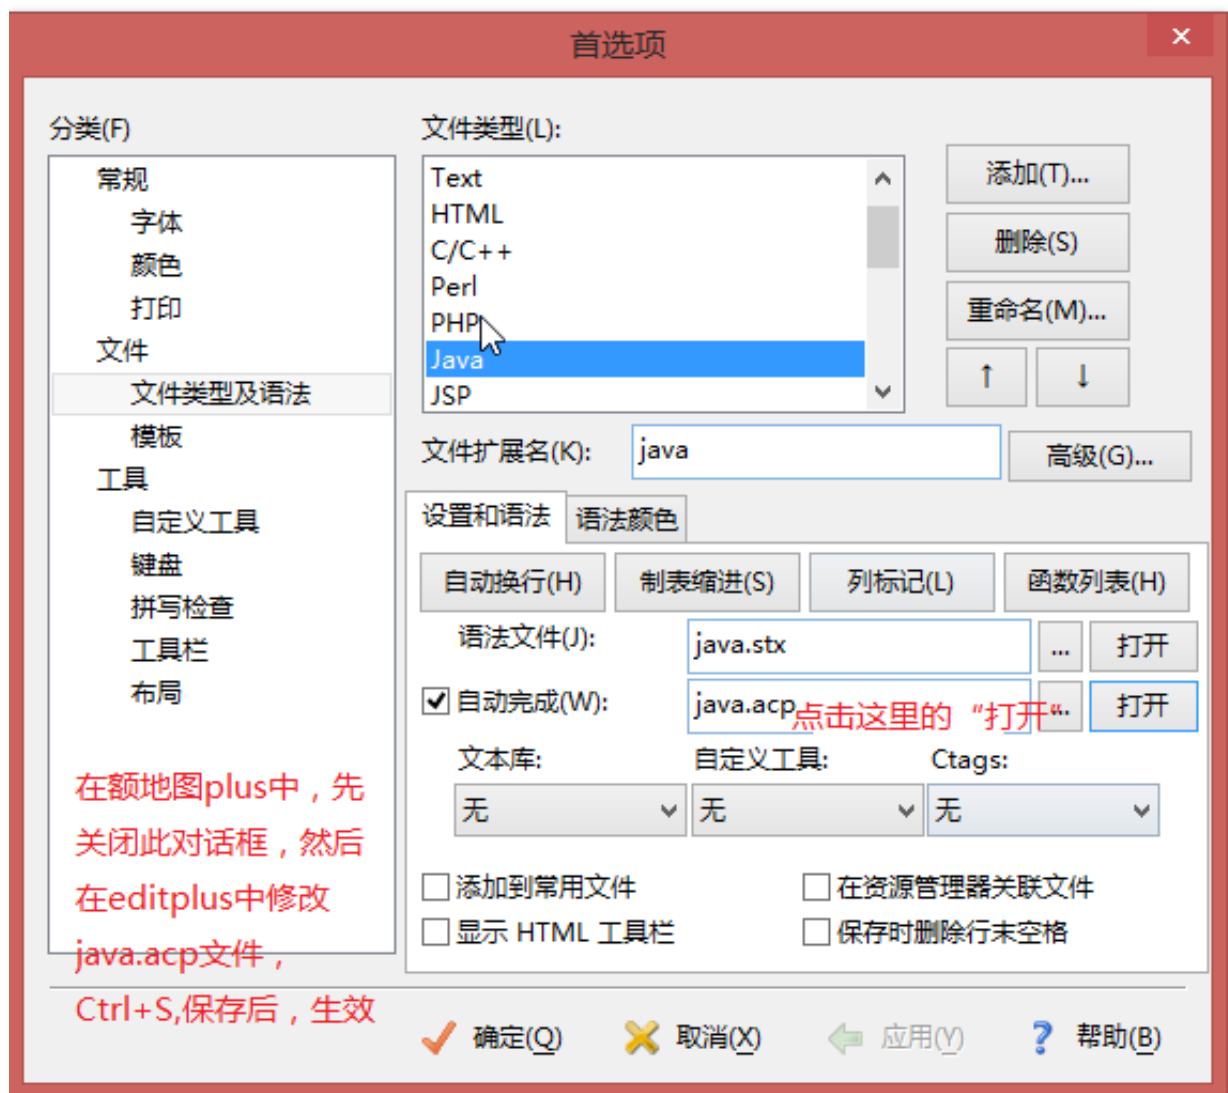 首选项
分类(F)
常规
字体
颜色
打印
文件
文件类型及语法
模板
工具
自定义工具
键盘
拼写检查
工具栏
布局
在额地图plus中，先
关闭此对话框，然后
在editplus中修改
java.acp文件，
Ctrl+S,保存后，生效
文件类型(L):
Text
HTML
C/C++
Perl
PHP
Java
JSP
添加(T)...
删除(S)
重命名(M)...
↑ ↓
文件扩展名(K): java 高级(G)...
设置和语法 语法颜色
自动换行(H) 制表缩进(S) 列标记(L) 函数列表(H)
语法文件(J): java.stx ... 打开
自动完成(W): java.acp ... 打开
点击这里的“打开“
文本库: 自定义工具: Ctags:
无 无 无
添加到常用文件 在资源管理器关联文件
显示 HTML 工具栏 保存时删除行末空格
确定(Q) 取消(X) 应用(Y) 帮助(B)